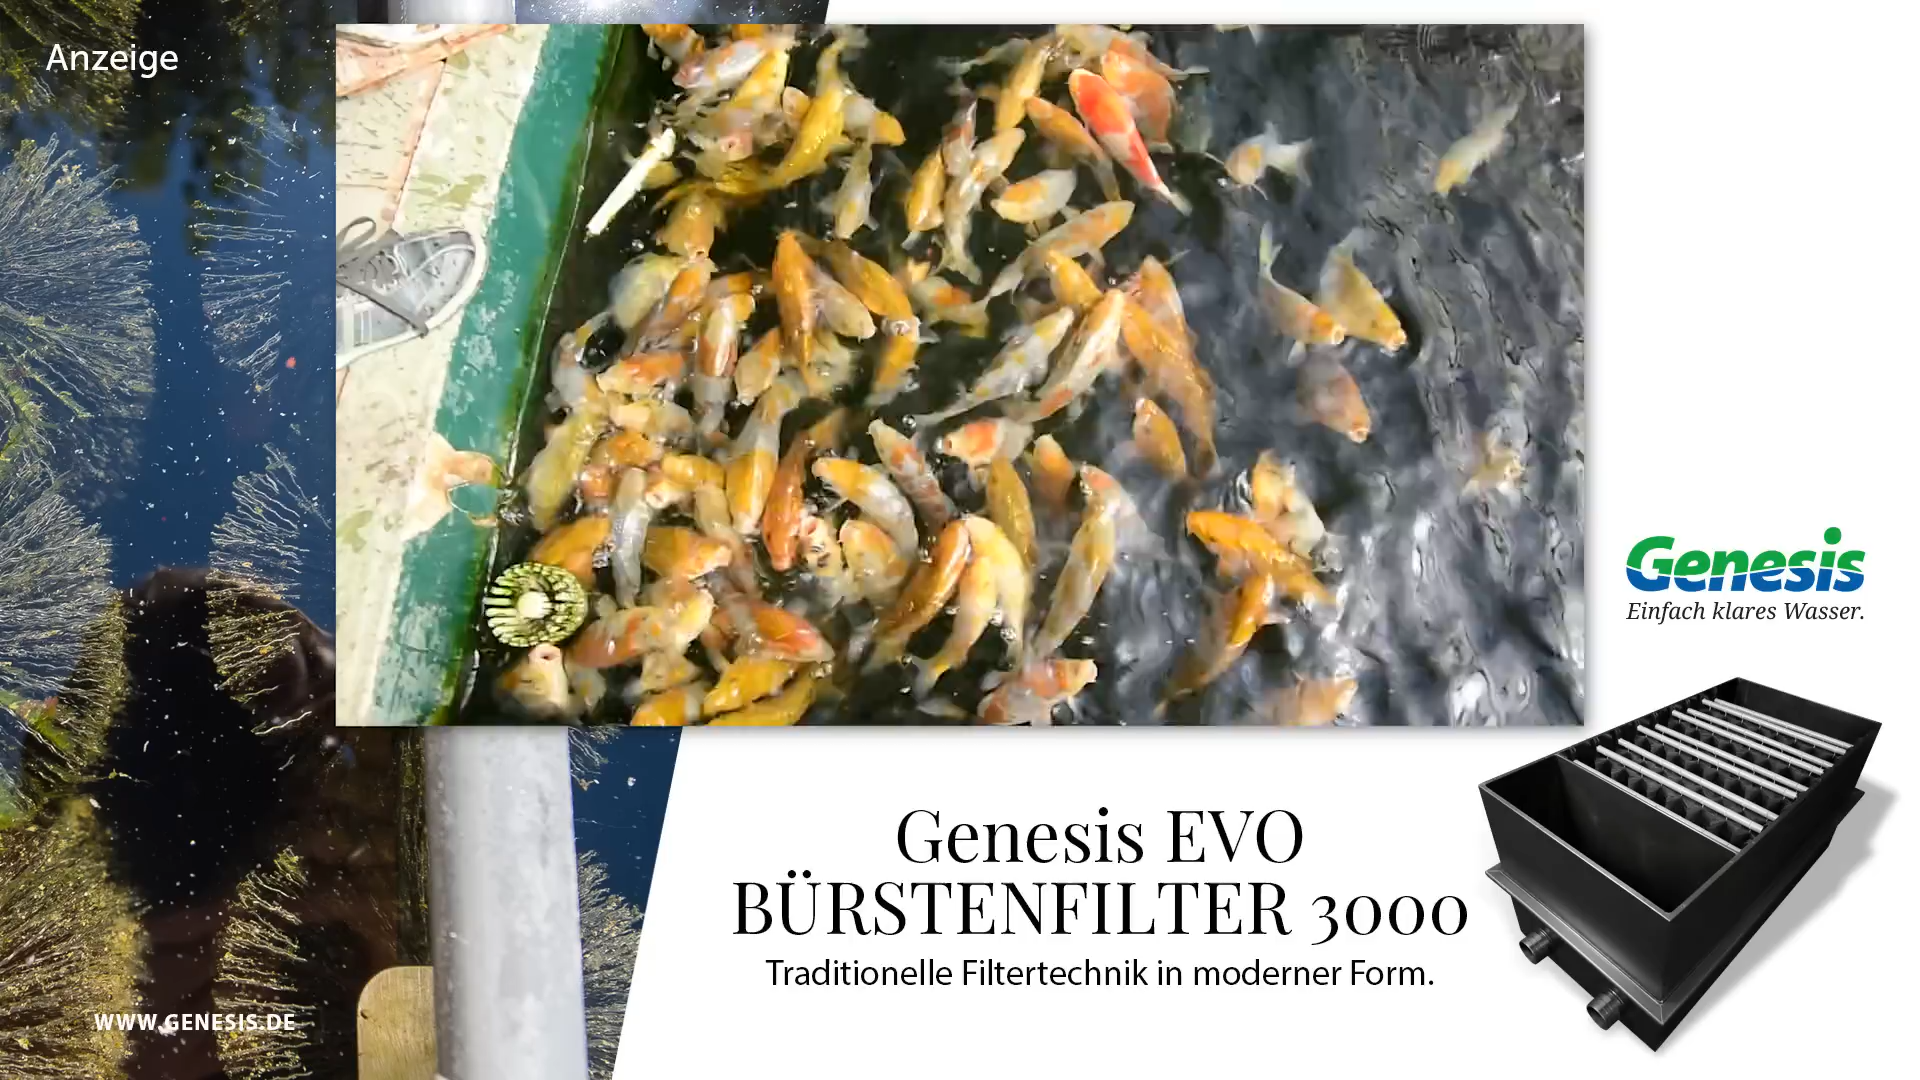 Anzeige
Genesis
Einfach klares Wasser.
Genesis EVO
BÜRSTENFILTER 3000
Traditionelle Filtertechnik in moderner Form.
WWW.GENESIS.DE